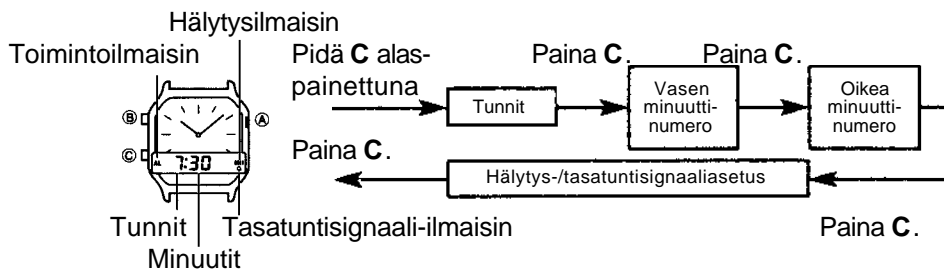 Hälytysilmaisin
Toimintoilmaisin
B
A
C
AL
7:30
Tunnit
Tasatuntisignaali-ilmaisin
Minuutit
Pidä C alas-
painettuna
Paina C.
Paina C.
Tunnit
Vasen
minuutti-
numero
Oikea
minuutti-
numero
Paina C.
Hälytys-/tasatuntisignaaliasetus
Paina C.